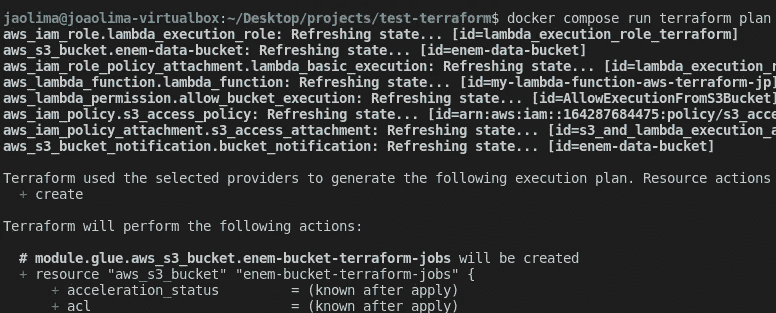 jaolima@joaolima-virtualbox:~/Desktop/projects/test-terraform$ docker compose run terraform plan
aws_iam_role.lambda_execution_role: Refreshing state... [id=lambda_execution_role_terraform]
aws_s3_bucket.enem-data-bucket: Refreshing state... [id=enem-data-bucket]
aws_iam_role_policy_attachment.lambda_basic_execution: Refreshing state... [id=lambda_execution_r
aws_lambda_function.lambda_function: Refreshing state... [id=my-lambda-function-aws-terraform-jp]
aws_lambda_permission.allow_bucket_execution: Refreshing state... [id=AllowExecutionFromS3Bucket]
aws_iam_policy.s3_access_policy: Refreshing state... [id=arn:aws:iam::164287684475:policy/s3_acce
aws_iam_policy_attachment.s3_access_attachment: Refreshing state... [id=s3_and_lambda_execution_a
aws_s3_bucket_notification.bucket_notification: Refreshing state... [id=enem-data-bucket]
Terraform used the selected providers to generate the following execution plan. Resource actions
+ create
Terraform will perform the following actions:
# module.glue.aws_s3_bucket.enem-bucket-terraform-jobs will be created
+ resource "aws_s3_bucket" "enem-bucket-terraform-jobs" {
+ acceleration_status = (known after apply)
+ acl = (known after apply)